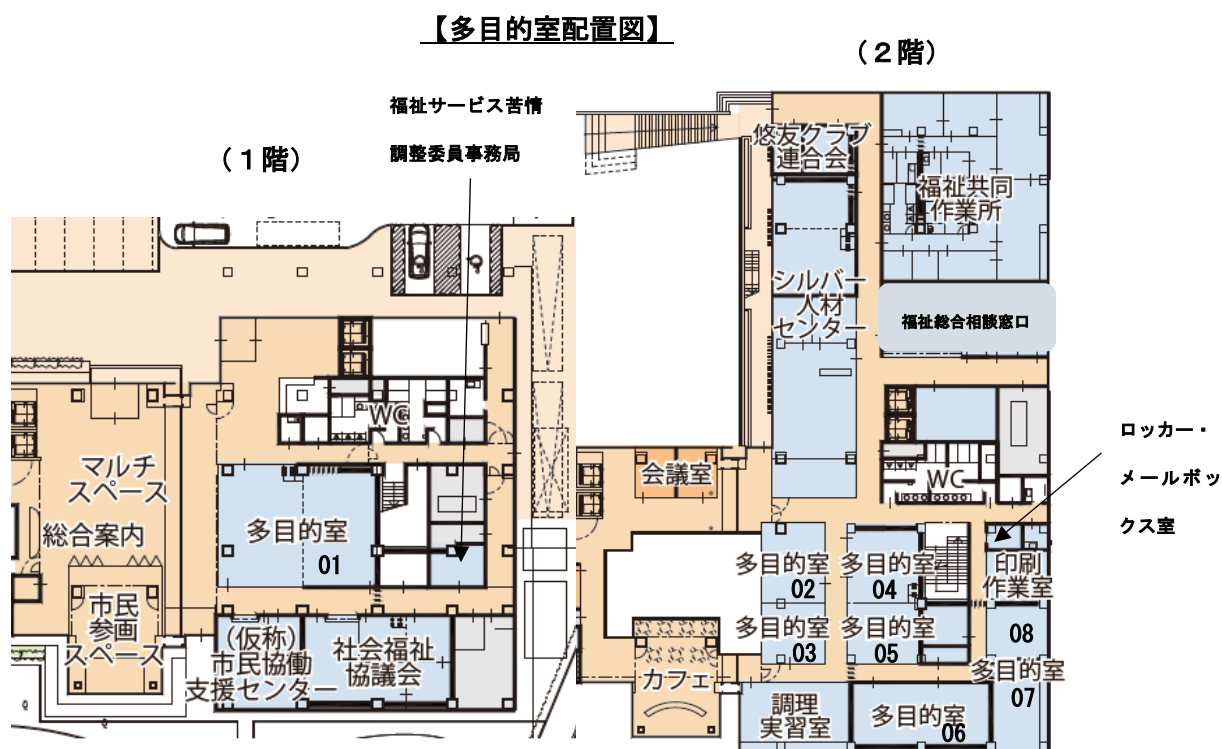 【多目的室配置図】
（２階）
福祉サービス苦情
調整委員事務局
（１階）
悠友クラブ
連合会
福祉共同
作業所
シルバー
人材
センター
福祉総合相談窓口
WC
マルチ
スペース
総合案内
多目的室
01
市民
参画
スペース
（仮称）
市民協働
支援センター
社会福祉
協議会
会議室
WC
ロッカー・
メールボッ
クス室
多目的室
02
多目的室
04
印刷
作業室
多目的室
03
多目的室
05
08
多目的室
07
カフェ
調理
実習室
多目的室
06